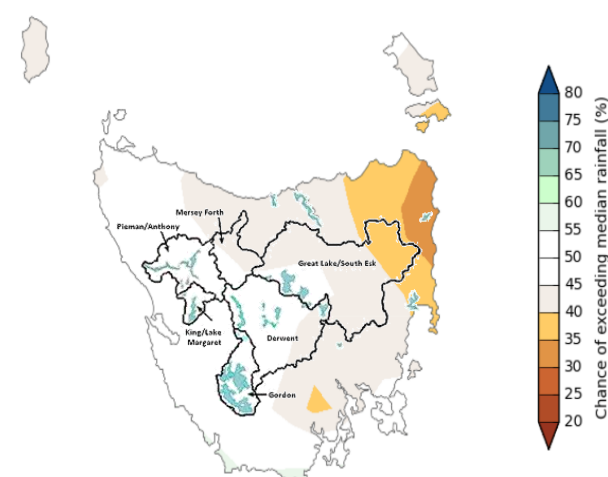 Mersey Forth
Pieman/Anthony
Great Lake/South Esk
King/Lake
Margaret
Derwent
Gordon
80
75
70
65
60
55
50
45
40
35
30
25
20
Chance of exceeding median rainfall (%)